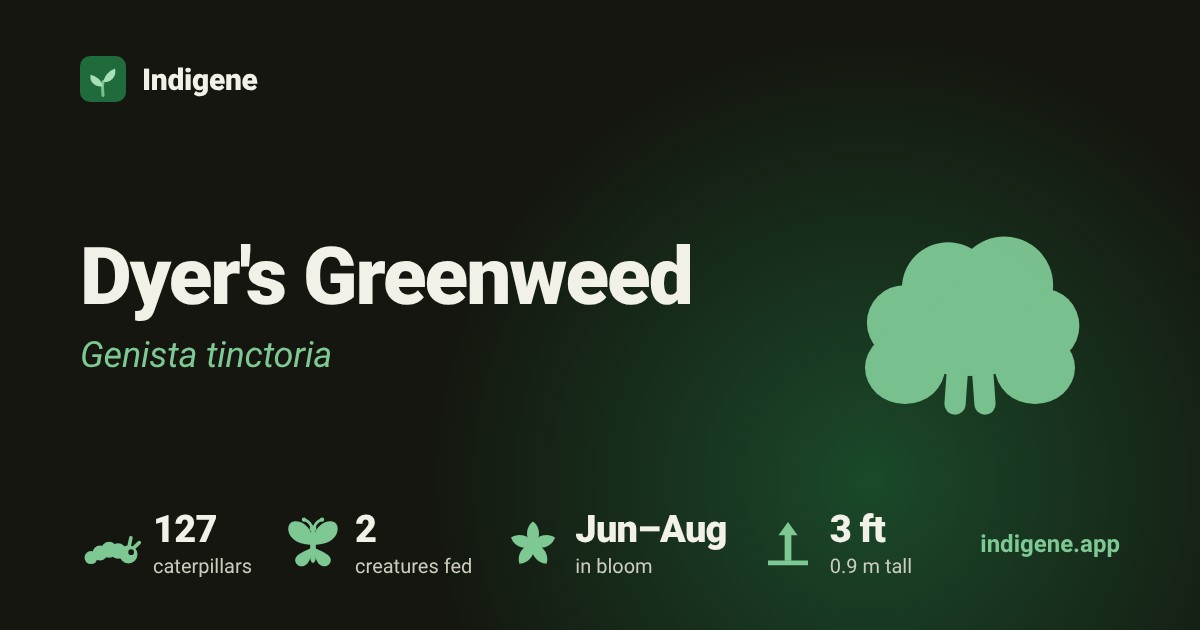 Indigene
Dyer's Greenweed
Genista tinctoria
127
caterpillars
2
creatures fed
Jun–Aug
in bloom
3 ft
0.9 m tall
indigene.app